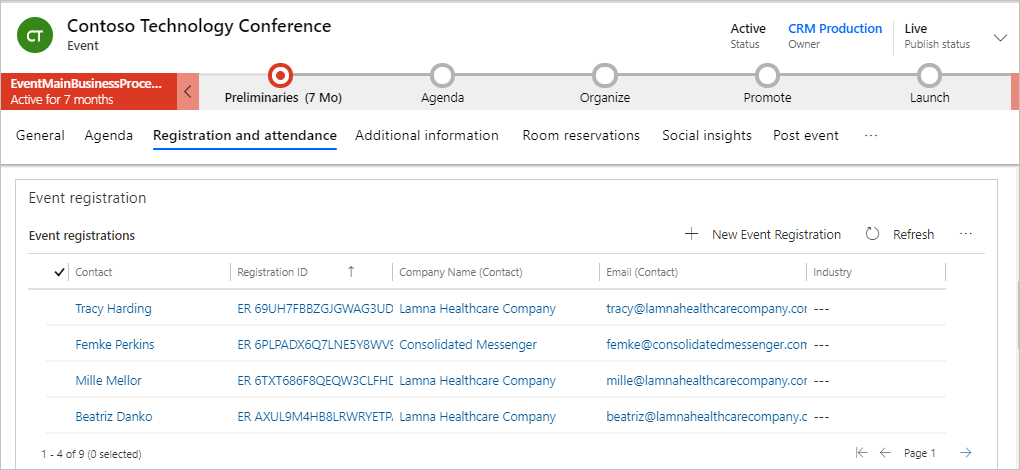 CT
Contoso Technology Conference
Event
Active
Status
CRM Production
Owner
Live
Publish status
EventMainBusinessProce...
Active for 7 months
Preliminaries (7 Mo)
Agenda
Organize
Promote
Launch
General Agenda Registration and attendance Additional information Room reservations Social insights Post event ...
Event registration
Event registrations
+ New Event Registration Refresh ...
Contact Registration ID ↑ Company Name (Contact) Email (Contact) Industry
Tracy Harding ER 69UH7FBBZGJGWAG3UD Lamna Healthcare Company tracy@lamnahealthcarecompany.cor ---
Femke Perkins ER 6PLPADX6Q7LNE5Y8WV9 Consolidated Messenger femke@consolidatedmessenger.com ---
Mille Mellor ER 6TXT686F8QEQW3CLFHD Lamna Healthcare Company mille@lamnahealthcarecompany.cor ---
Beatriz Danko ER AXUL9M4HB8LRWRYETP Lamna Healthcare Company beatriz@lamnahealthcarecompany.c ---
1 - 4 of 9 (0 selected) Page 1